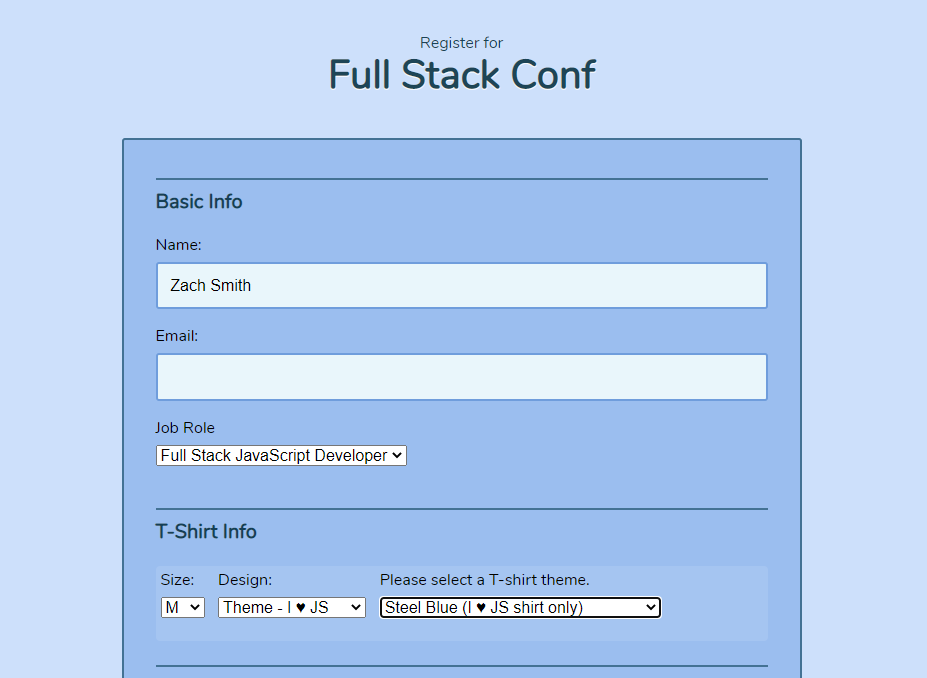 Register for
Full Stack Conf
Basic Info
Name:
Zach Smith
Email:
Job Role
Full Stack JavaScript Developer
T-Shirt Info
Size: Design: Please select a T-shirt theme.
M Theme - I ♥ JS Steel Blue (I ♥ JS shirt only)